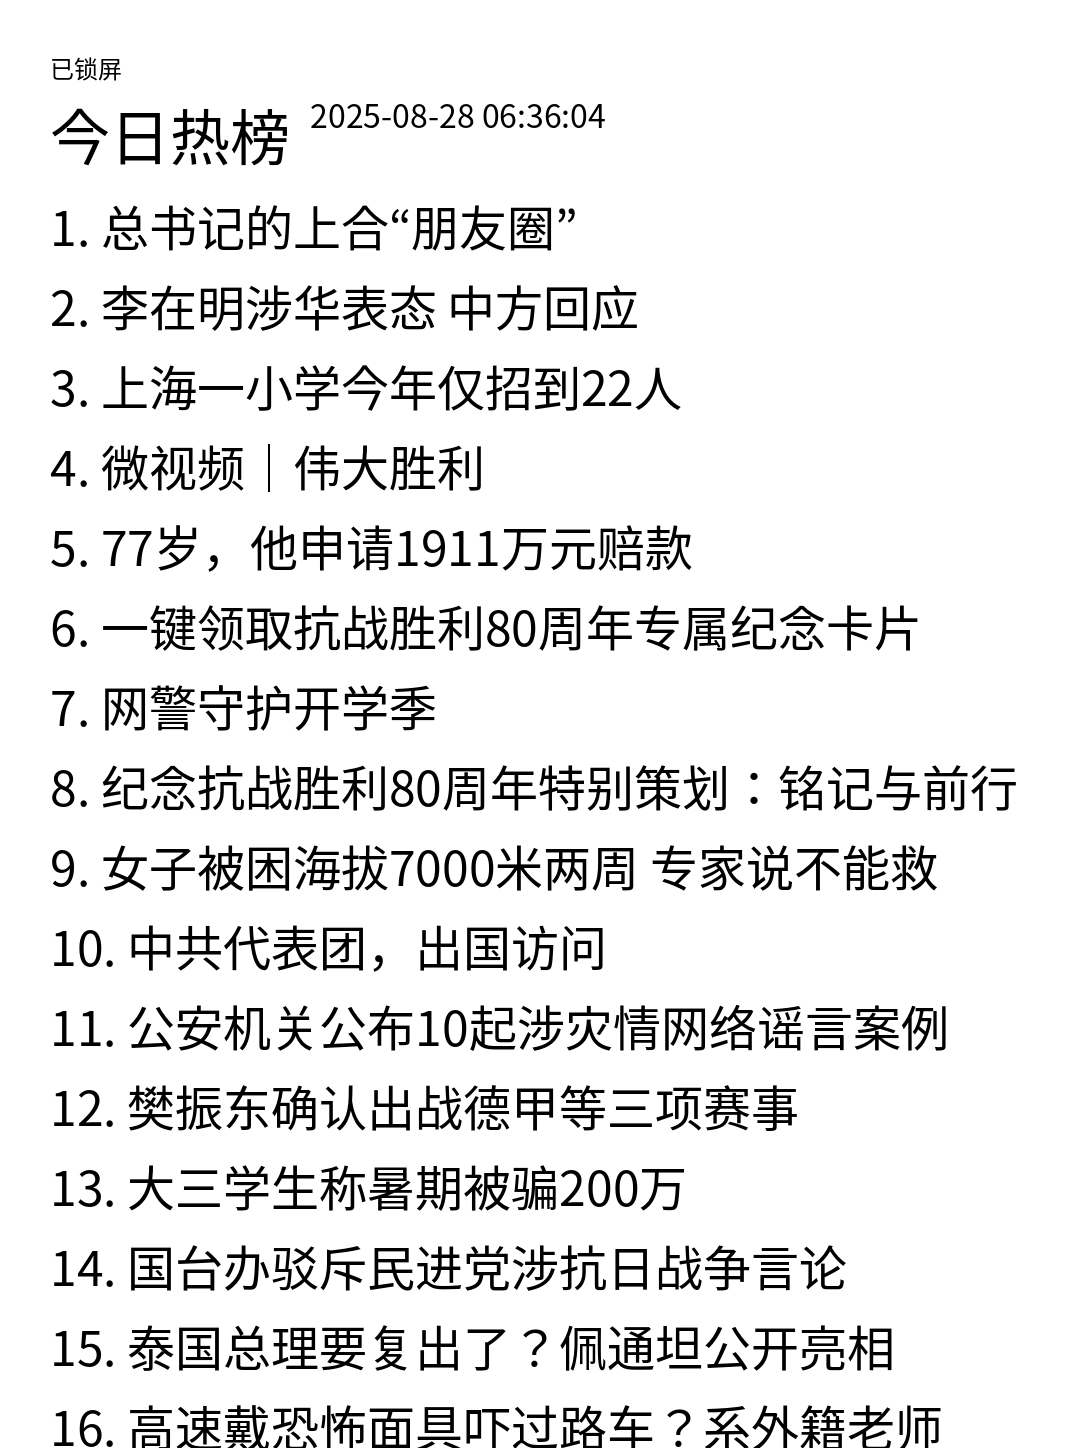 已锁屏
今日热榜 2025-08-28 06:36:04
1. 总书记的上合“朋友圈”
2. 李在明涉华表态 中方回应
3. 上海一小学今年仅招到22人
4. 微视频｜伟大胜利
5. 77岁，他申请1911万元赔款
6. 一键领取抗战胜利80周年专属纪念卡片
7. 网警守护开学季
8. 纪念抗战胜利80周年特别策划：铭记与前行
9. 女子被困海拔7000米两周 专家说不能救
10. 中共代表团，出国访问
11. 公安机关公布10起涉灾情网络谣言案例
12. 樊振东确认出战德甲等三项赛事
13. 大三学生称暑期被骗200万
14. 国台办驳斥民进党涉抗日战争言论
15. 泰国总理要复出了？佩通坦公开亮相
16. 高速戴恐怖面具吓过路车？系外籍老师